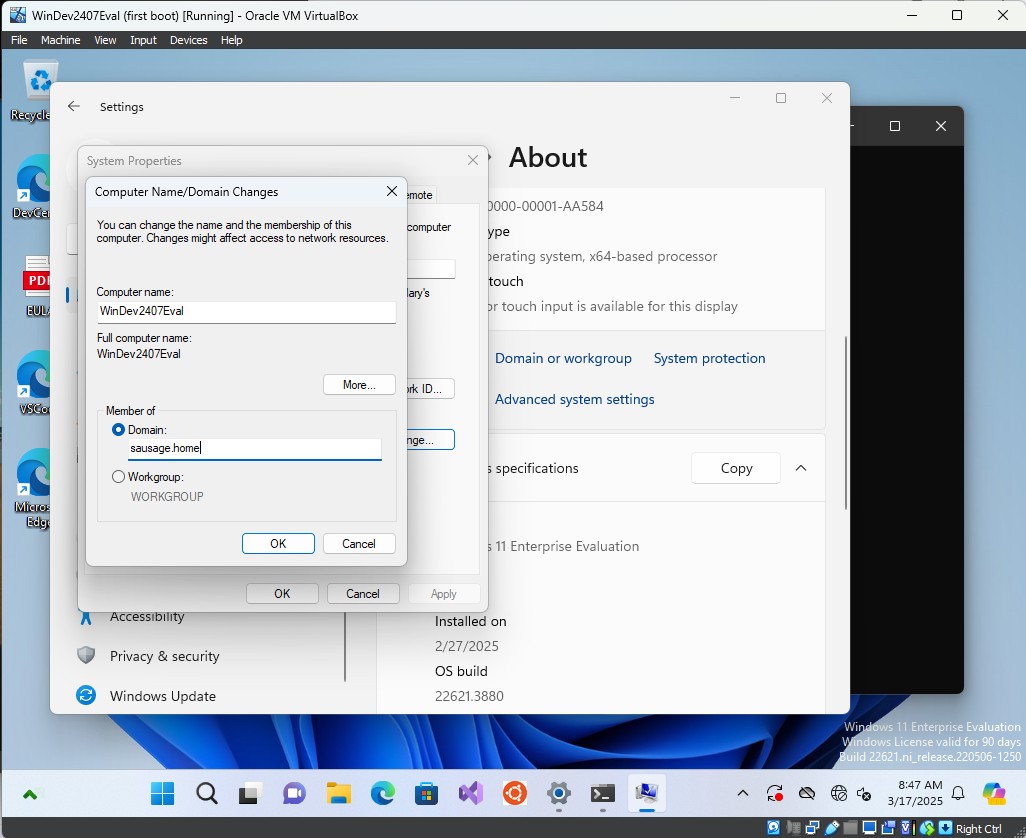 WinDev2407Eval (first boot) [Running] - Oracle VM VirtualBox
File Machine View Input Devices Help
Recycle
Settings
System Properties
About
Computer Name/Domain Changes
emote
You can change the name and the membership of this
computer. Changes might affect access to network resources.
computer
0000-00001-AA584
ype
perating system, x64-based processor
DevCe
touch
ary's
Computer name:
WinDev2407Eval
or touch input is available for this display
PDF
EULA
Full computer name:
WinDev2407Eval
Domain or workgroup System protection
More...
rk ID...
Advanced system settings
VSCo
Member of
Domain:
nge...
sausage.home
s specifications
Copy
Workgroup:
WORKGROUP
Micros
Edge
OK Cancel
s 11 Enterprise Evaluation
OK Cancel Apply
Accessibility
Installed on
2/27/2025
Privacy & security
OS build
22621.3880
Windows Update
Windows 11 Enterprise Evaluation
Windows License valid for 90 days
Build 22621.ni_release.220506-1250
8:47 AM
3/17/2025
Right Ctrl